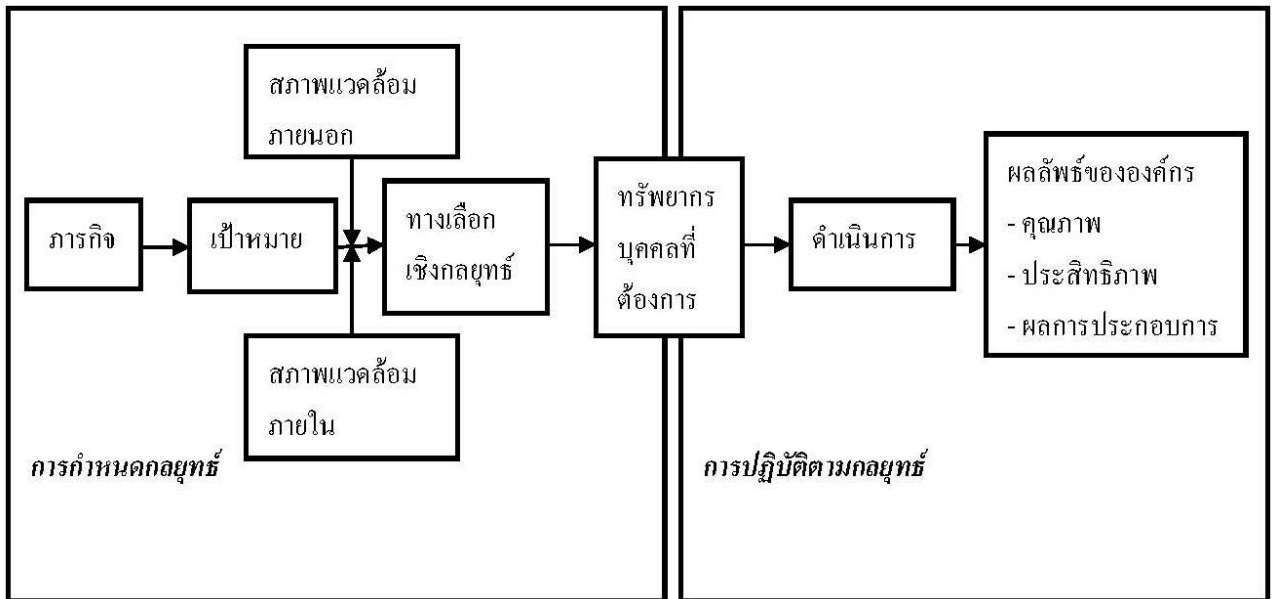 สภาพแวดล้อม
ภายนอก
ภารกิจ
เป้าหมาย
ทางเลือก
เชิงกลยุทธ์
สภาพแวดล้อม
ภายใน
การกำหนดกลยุทธ์
ทรัพยากร
บุคคลที่
ต้องการ
ดำเนินการ
ผลลัพธ์ขององค์กร
- คุณภาพ
- ประสิทธิภาพ
- ผลการประกอบการ
การปฏิบัติตามกลยุทธ์